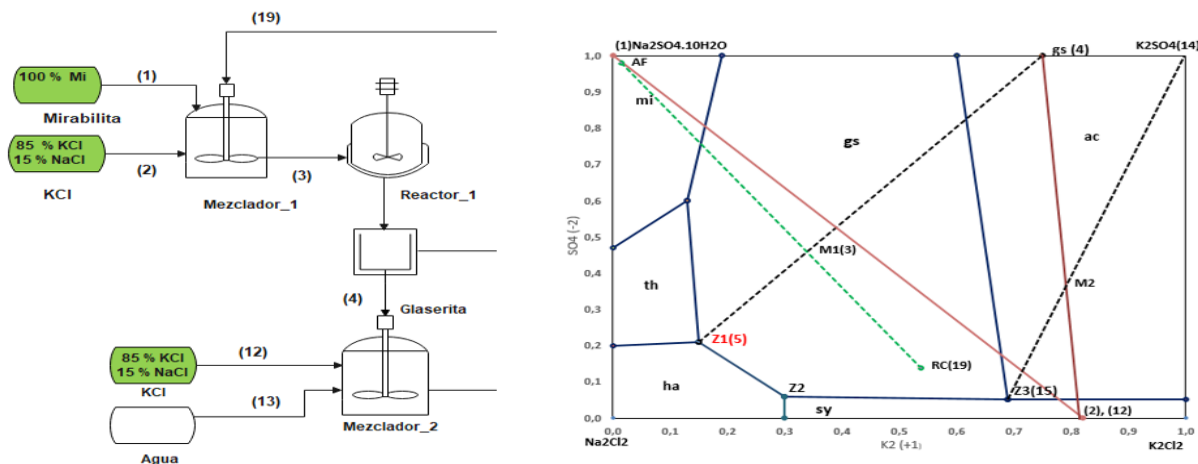 (19)
100 % Mi
(1)
Mirabilita
85 % KCl
15 % NaCl
(2)
KCl
(3)
Mezclador_1
Reactor_1
(4)
Glaserita
85 % KCl
15 % NaCl
(12)
KCl
(13)
Mezclador_2
Agua
(1)Na2SO4.10H2O
gs (4)
K2SO4(14)
1,0
AF
0,9
mi
0,8
gs
ac
0,7
0,6
SO4 (-2)
0,5
M1(3)
0,4
th
M2
0,3
Z1(5)
0,2
RC(19)
ha
0,1
Z2
Z3(15)
sy
(2), (12)
0,0
0,0
0,1
0,2
0,3
0,4
0,5
0,6
0,7
0,8
0,9
1,0
Na2Cl2
K2 (+1)
K2Cl2